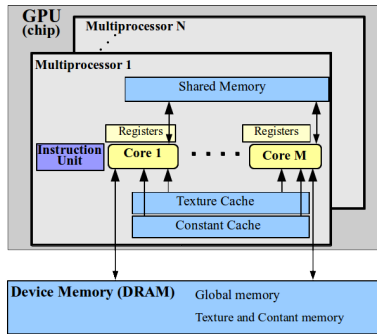 GPU
(chip)
Multiprocessor N
Multiprocessor 1
Shared Memory
Registers
Registers
Instruction
Unit
Core 1
Core M
Texture Cache
Constant Cache
Device Memory (DRAM)
Global memory
Texture and Contant memory